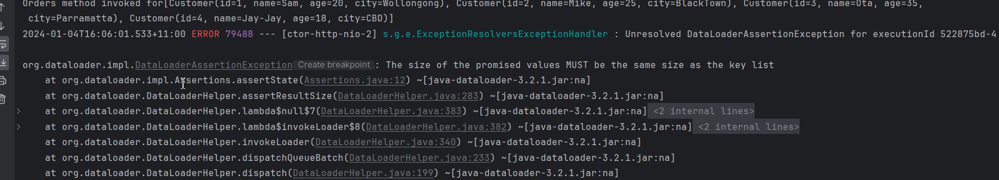 Orders method invoked for[Customer(id=1, name=Sam, age=20, city=Wollongong), Customer(id=2, name=Mike, age=25, city=BlackTown), Customer(id=3, name=Ota, age=35,
city=Parramatta), Customer(id=4, name=Jay-Jay, age=18, city=CBD)]
2024-01-04T16:06:01.533+11:00 ERROR 79488 --- [ctor-http-nio-2] s.g.e.ExceptionResolversExceptionHandler : Unresolved DataLoaderAssertionException for executionId 522875bd-4
org.dataloader.impl.DataLoaderAssertionException Create breakpoint : The size of the promised values MUST be the same size as the key list
at org.dataloader.impl.Assertions.assertState(Assertions.java:12) ~[java-dataloader-3.2.1.jar:na]
at org.dataloader.DataLoaderHelper.assertResultSize(DataLoaderHelper.java:283) ~[java-dataloader-3.2.1.jar:na]
at org.dataloader.DataLoaderHelper.lambda$null$7(DataLoaderHelper.java:383) ~[java-dataloader-3.2.1.jar:na] <2 internal lines>
at org.dataloader.DataLoaderHelper.lambda$invokeLoader$8(DataLoaderHelper.java:382) ~[java-dataloader-3.2.1.jar:na] <2 internal lines>
at org.dataloader.DataLoaderHelper.invokeLoader(DataLoaderHelper.java:340) ~[java-dataloader-3.2.1.jar:na]
at org.dataloader.DataLoaderHelper.dispatchQueueBatch(DataLoaderHelper.java:233) ~[java-dataloader-3.2.1.jar:na]
at org.dataloader.DataLoaderHelper.dispatch(DataLoaderHelper.java:199) ~[java-dataloader-3.2.1.jar:na]